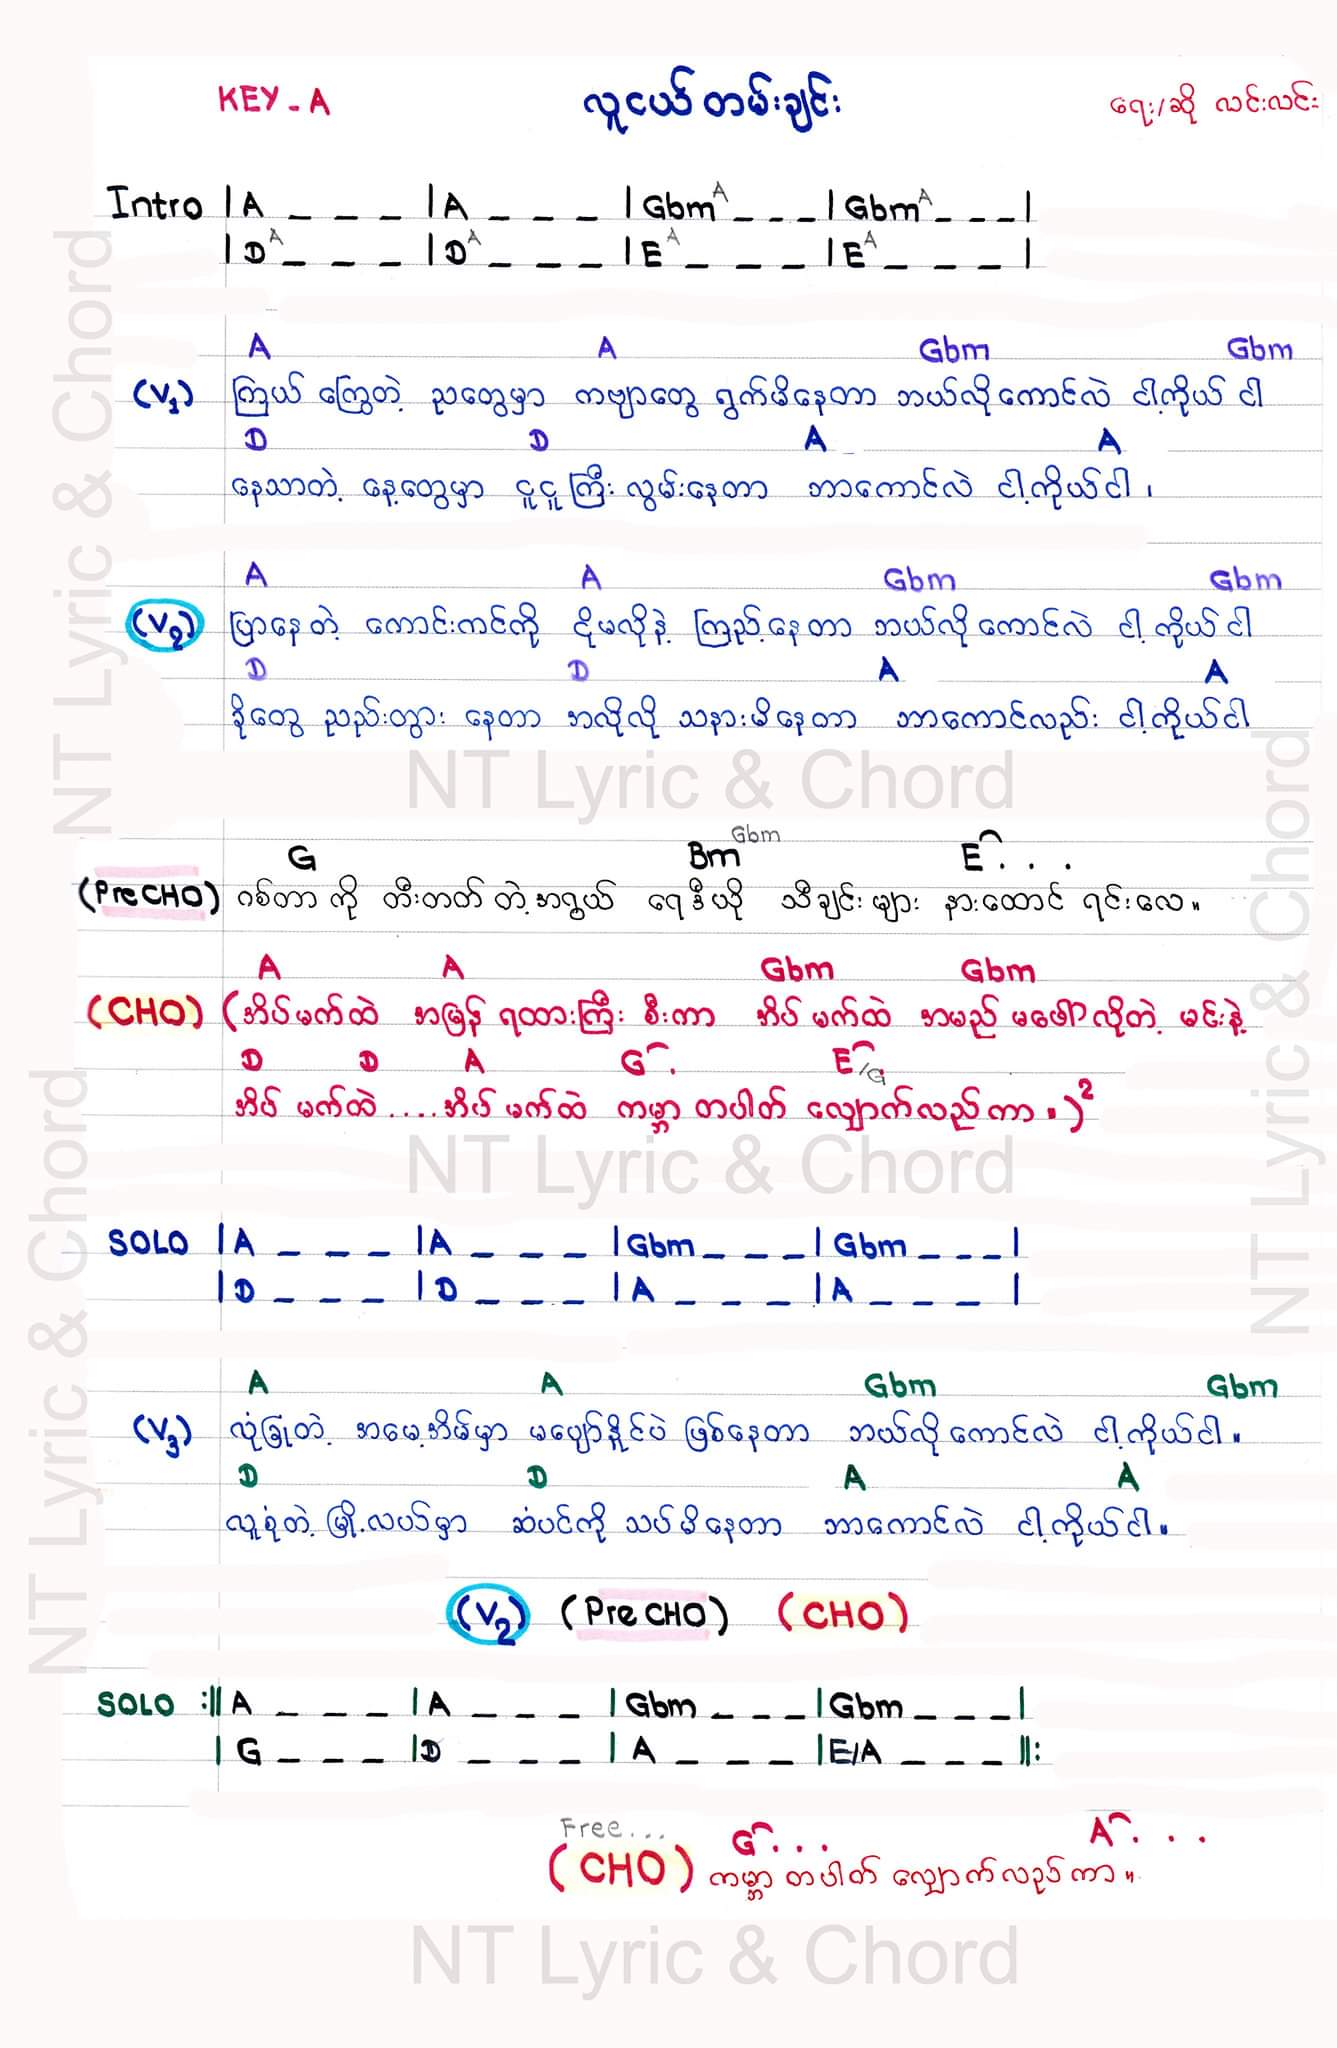 KEY - A
လူငယ် တမ်းချင်း
ရေး/ဆို လင်းလင်း
Intro | A _ _ _ | A _ _ _ | Gbm A _ _ _ | Gbm A _ _ _ |
| D A _ _ _ | D A _ _ _ | E A _ _ _ | E A _ _ _ |
A A Gbm Gbm
(V1) ကြယ် ကြွေတဲ့ ညတွေမှာ ကဗျာတွေ ရွက်မိနေတာ ဘယ်လိုကောင်လဲ ငါ့ကိုယ် ငါ
D D A A
နေသာတဲ့ နေ့တွေမှာ ငူငူကြီး လွမ်းနေတာ ဘာကောင်လဲ ငါ့ကိုယ်ငါ ၊
A A Gbm Gbm
(V2) ပြာနေတဲ့ ကောင်းကင်ကို ငိုမလိုနဲ့ ကြည့်နေတာ ဘယ်လိုကောင်လဲ ငါ့ကိုယ် ငါ
D D A A
ခိုတွေ ညည်းတွား နေတာ အလိုလို သနားမိနေတာ ဘာကောင်လည်း ငါ့ကိုယ်ငါ
NT Lyric & Chord
G Bm Gbm E . . .
(Pre CHO) ဂစ်တာကို တီးတတ်တဲ့အရွယ် ရေဒီယို သီချင်းများ နားထောင် ရင်းလေ။
A A Gbm Gbm
(CHO) (အိပ်မက်ထဲ အမြန် ရထားကြီး စီးကာ အိပ် မက်ထဲ အမည် မဖော်လိုတဲ့ မင်းနဲ့
D D A G . E . /G
အိပ် မက်ထဲ .... အိပ် မက်ထဲ ကမ္ဘာ တပါတ် လျှောက်လည်ကာ ။)2
NT Lyric & Chord
SOLO | A _ _ _ | A _ _ _ | Gbm _ _ _ | Gbm _ _ _ |
| D _ _ _ | D _ _ _ | A _ _ _ | A _ _ _ |
A A Gbm Gbm
(V3) လုံခြုံတဲ့ အမေ့အိမ်မှာ မပျော်နိူင်ပဲ ဖြစ်နေတာ ဘယ်လိုကောင်လဲ ငါ့ကိုယ်ငါ။
D D A A
လူစုံတဲ့ မြို့လယ်မှာ ဆံပင်ကို သပ်မိနေတာ ဘာကောင်လဲ ငါ့ကိုယ်ငါ။
(V2) (Pre CHO) (CHO)
SOLO :|| A _ _ _ | A _ _ _ | Gbm _ _ _ | Gbm _ _ _ |
| G _ _ _ | D _ _ _ | A _ _ _ | E/A _ _ _ ||:
Free... G . . . A . . .
(CHO) ကမ္ဘာ တပါတ် လျှောက်လည်ကာ။
NT Lyric & Chord
NT Lyric & Chord
NT Lyric & Chord
NT Lyric & Chord